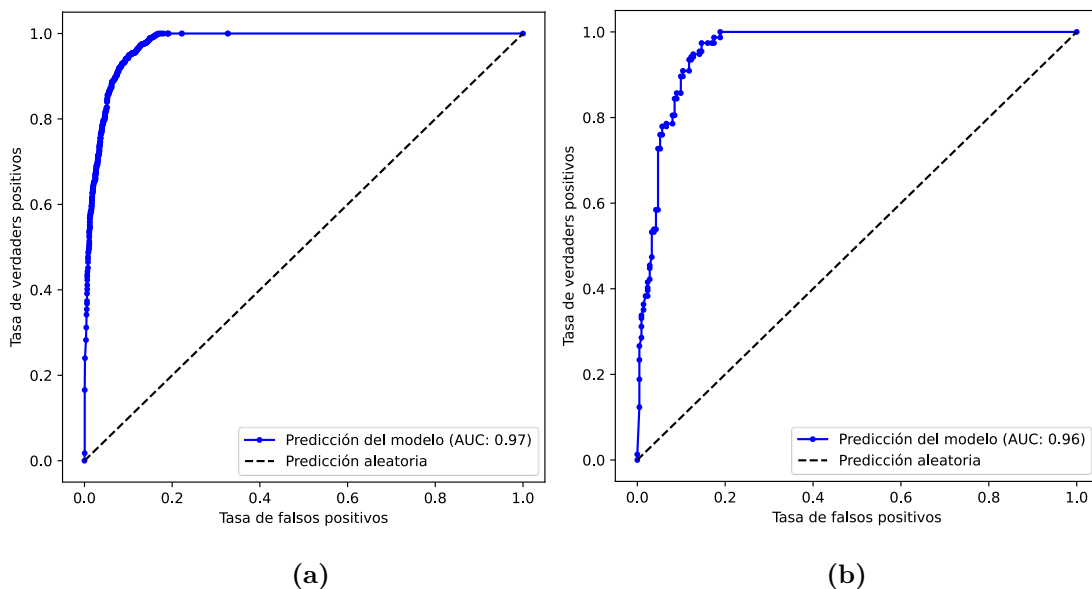 1.0
0.8
0.6
0.4
0.2
0.0
Tasa de verdaders positivos
Predicción del modelo (AUC: 0.97)
Predicción aleatoria
0.0 0.2 0.4 0.6 0.8 1.0
Tasa de falsos positivos
(a)
1.0
0.8
0.6
0.4
0.2
0.0
Tasa de verdaders positivos
Predicción del modelo (AUC: 0.96)
Predicción aleatoria
0.0 0.2 0.4 0.6 0.8 1.0
Tasa de falsos positivos
(b)